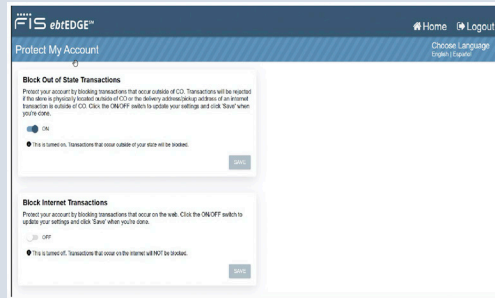 FIS ebtEDGE℠
Home Logout
Protect My Account
Choose Language
English | Español
Block Out of State Transactions
Protect your account by blocking transactions that occur outside of CO. Transactions will be rejected
if the store is physically located outside of CO or the delivery address/pickup address of an internet
transaction is outside of CO. Click the ON/OFF switch to update your settings and click 'Save' when
you're done.
ON
This is turned on. Transactions that occur outside of your state will be blocked.
SAVE
Block Internet Transactions
Protect your account by blocking transactions that occur on the web. Click the ON/OFF switch to
update your settings and click 'Save' when you're done.
OFF
This is turned off. Transactions that occur on the internet will NOT be blocked.
SAVE